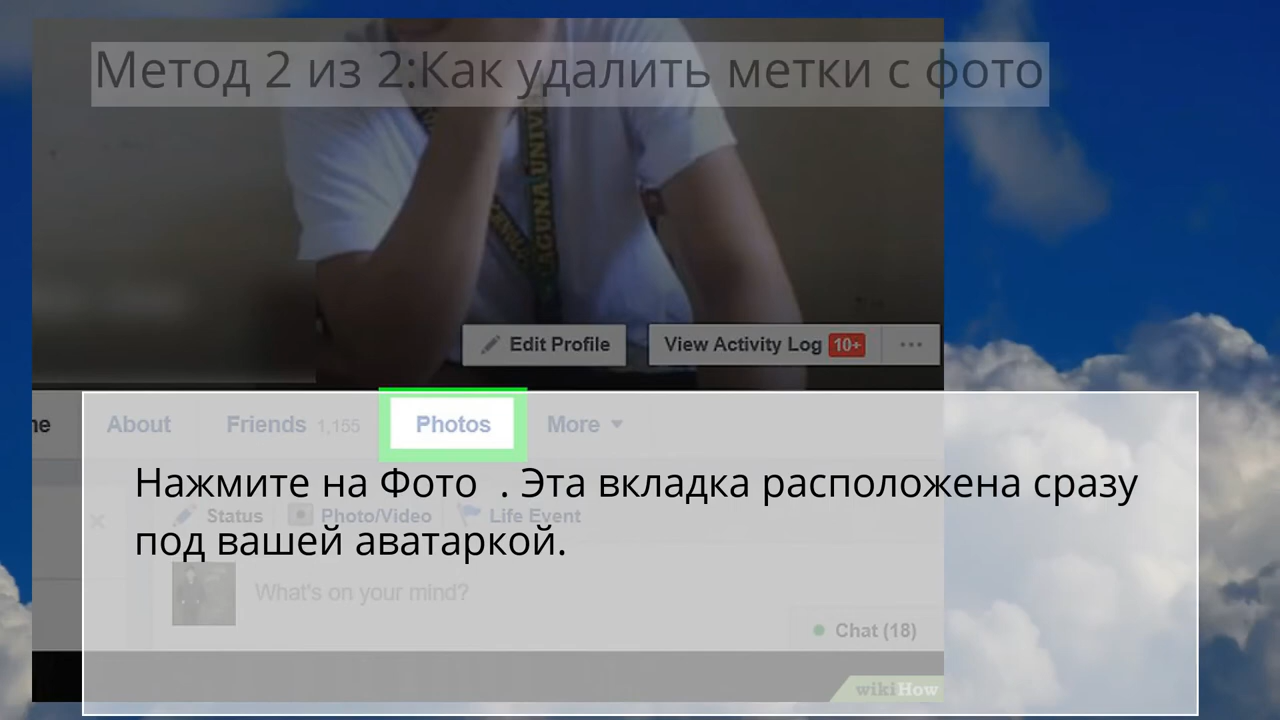 Метод 2 из 2:Как удалить метки с фото
AGUNA UNIV
Edit Profile
View Activity Log 10+
About
Friends 1,155
Photos
More
Нажмите на Фото . Эта вкладка расположена сразу
Status
Photo/Video
Life Event
под вашей аватаркой.
What's on your mind?
Chat (18)
wikiHow